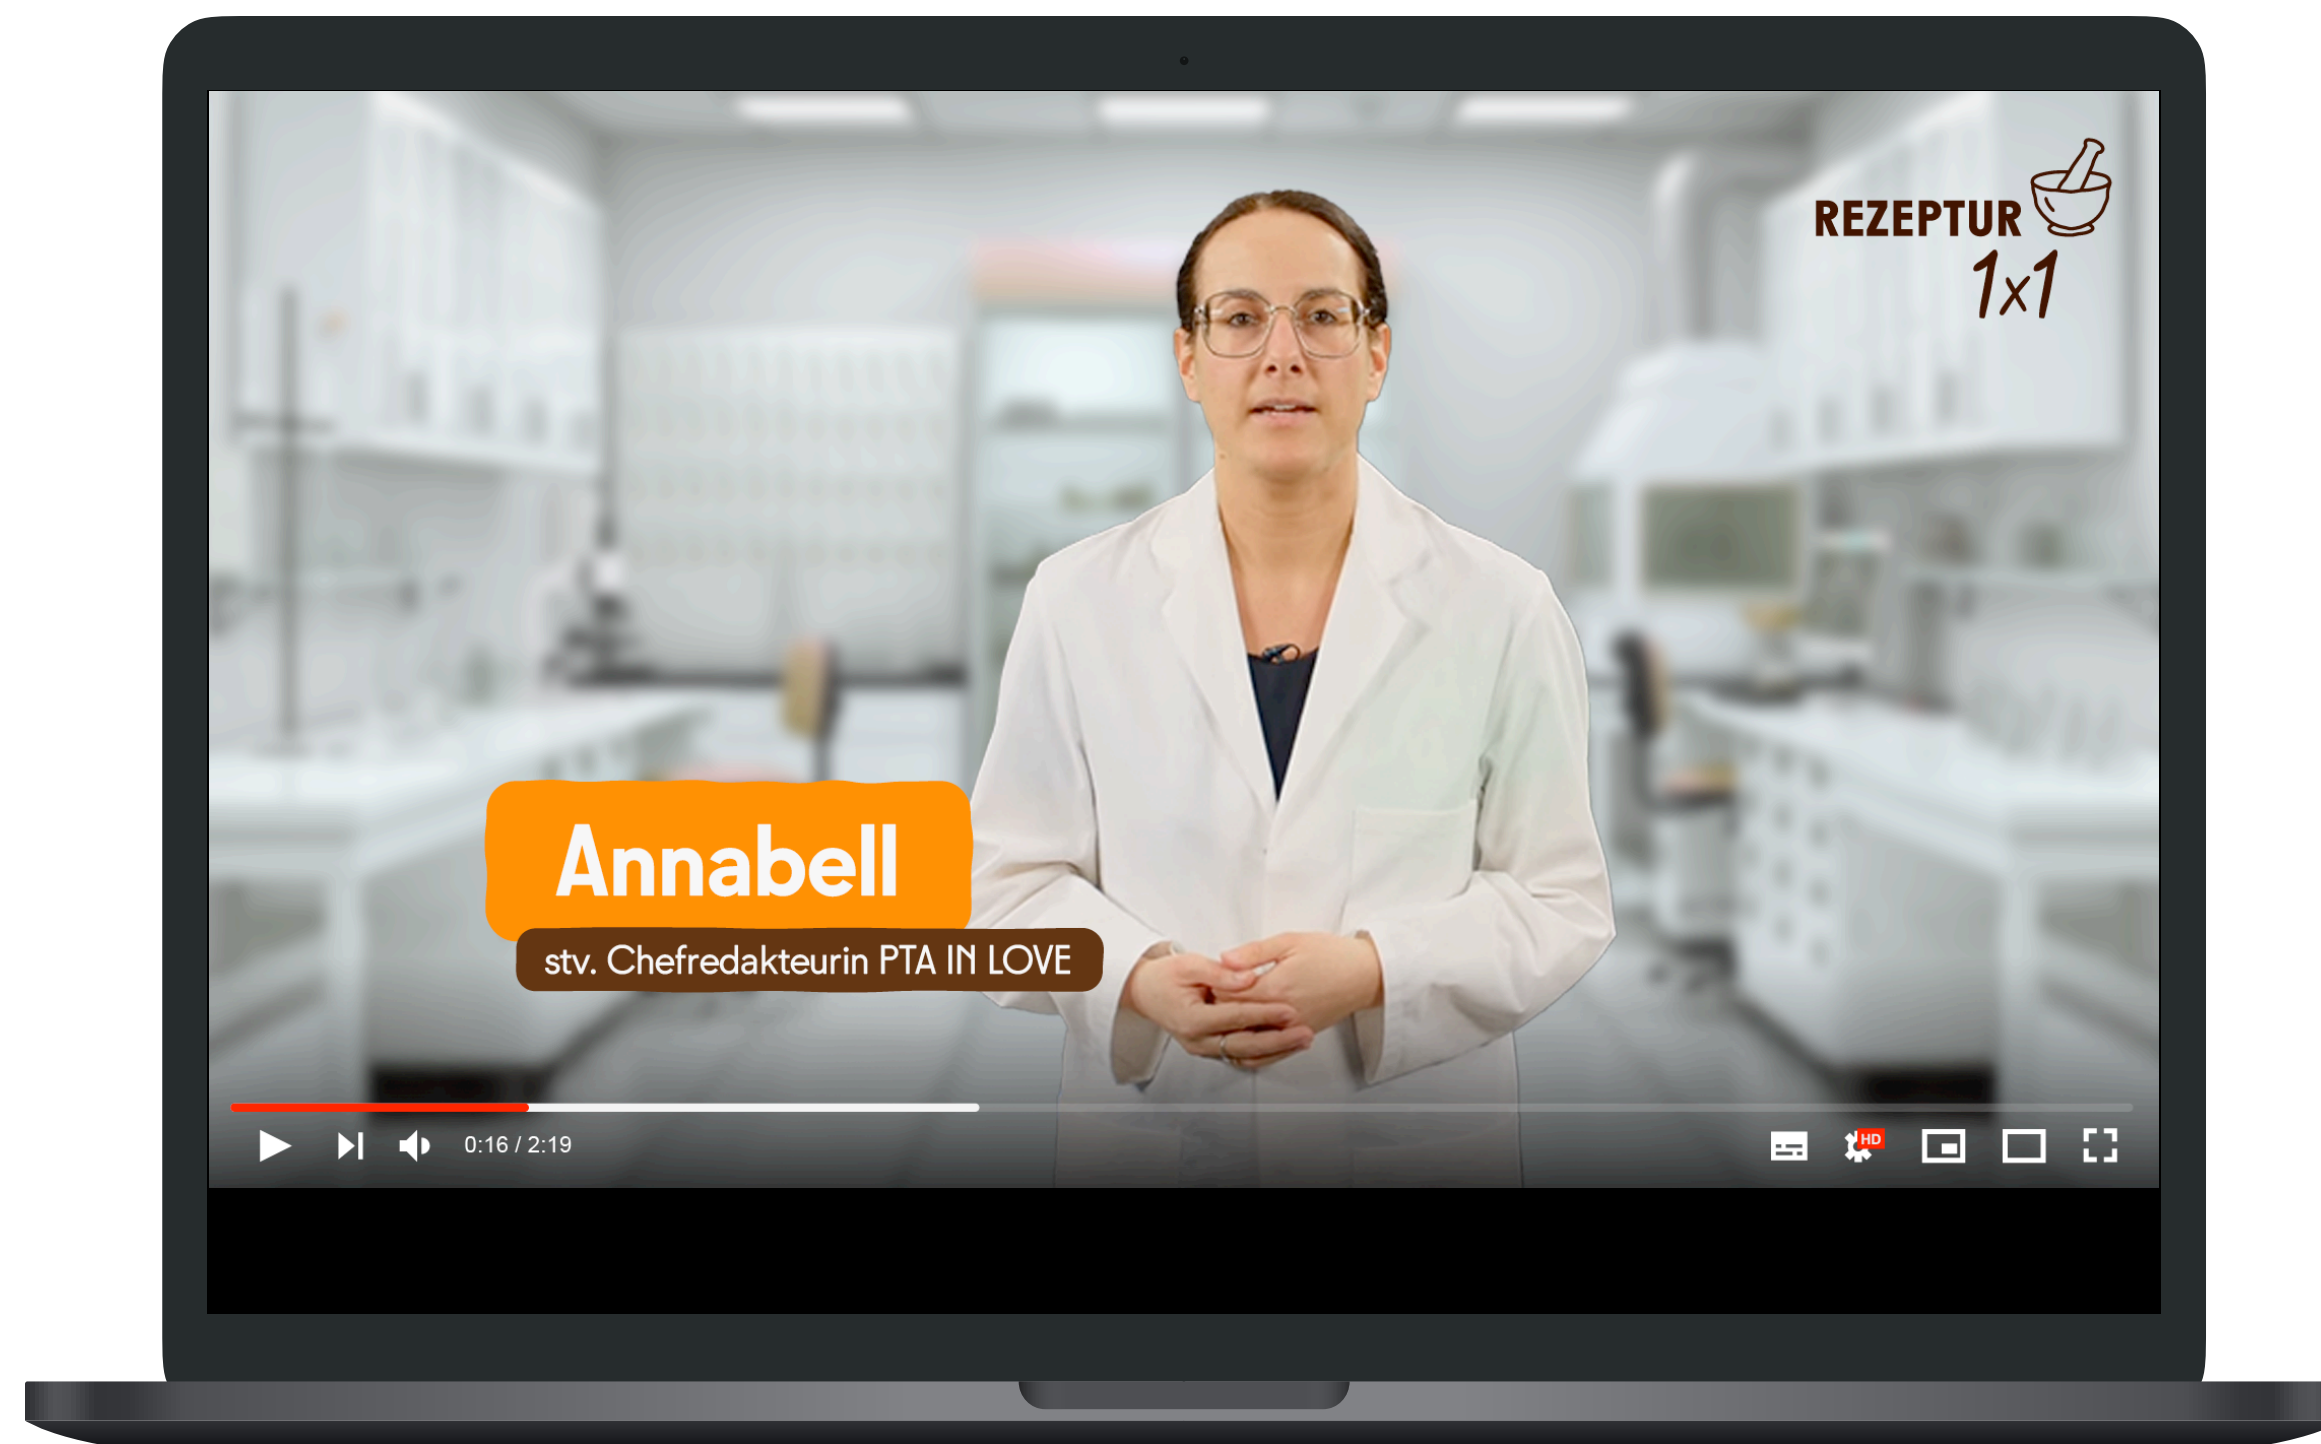 REZEPTUR
1x1
Annabell
stv. Chefredakteurin PTA IN LOVE
0:16 / 2:19
HD